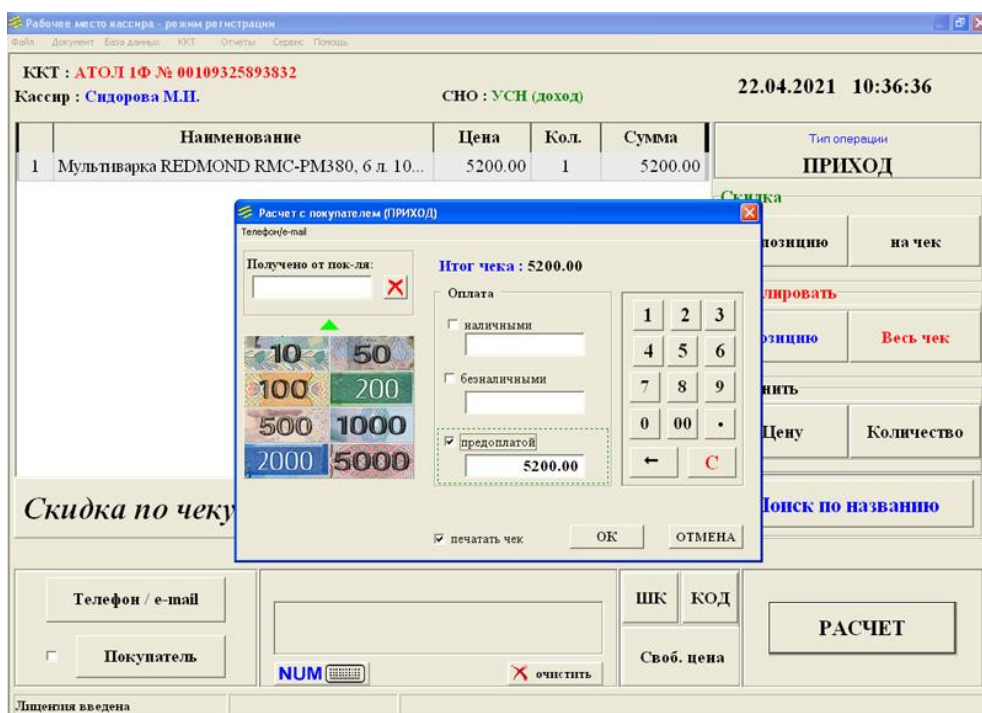 Рабочее место кассира - режим регистрации
Файл Документ База данных ККТ Отчеты Сервис Помощь
ККТ : АТОЛ 1Ф № 00109325893832
Кассир : Сидорова М.П.
СНО : УСН (доход)
22.04.2021 10:36:36
Наименование Цена Кол. Сумма
1 Мультиварка REDMOND RMC-PM380, 6 л. 10... 5200.00 1 5200.00
Тип операции
ПРИХОД
Скидка
позицию на чек
лировать
озицию Весь чек
нить
Цену Количество
Поиск по названию
Расчет с покупателем (ПРИХОД)
Телефон/e-mail
Получено от пок-ля:
Итог чека : 5200.00
Оплата
наличными
безналичными
предоплатой
5200.00
10 50
100 200
500 1000
2000 5000
1 2 3
4 5 6
7 8 9
0 00 .
← C
печатать чек
OK
ОТМЕНА
Скидка по чеку
Телефон / e-mail
Покупатель
NUM
очистить
ШК КОД
Своб. цена
РАСЧЕТ
Лицензия введена